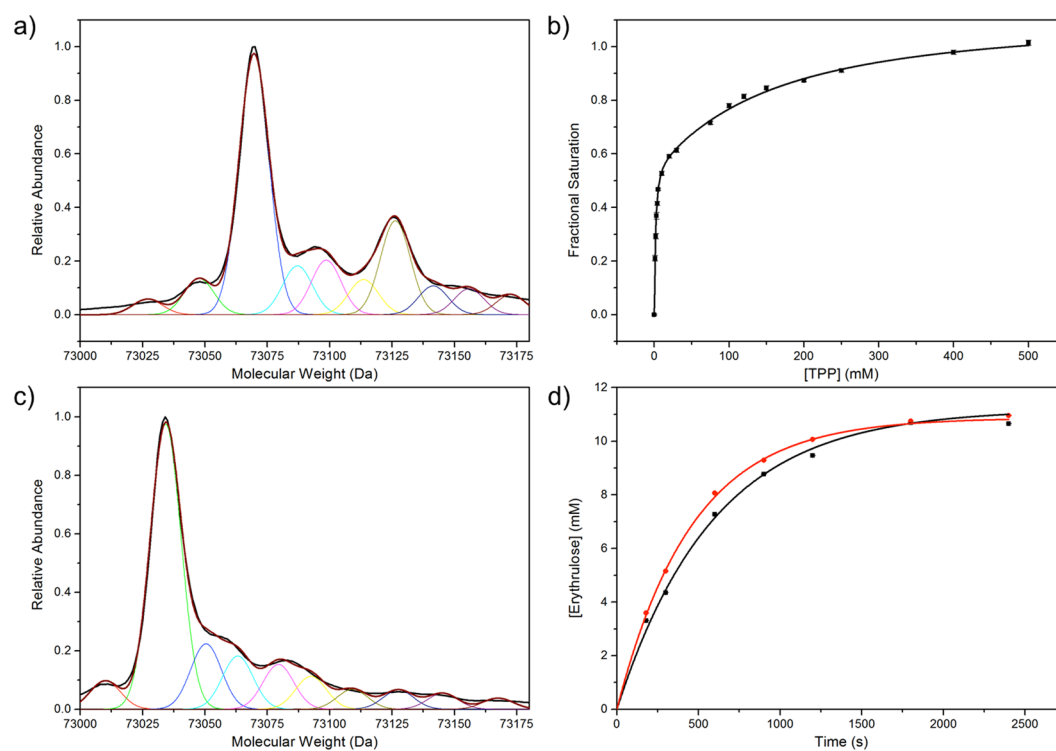 a)
Relative Abundance
1.0
0.8
0.6
0.4
0.2
0.0
73000 73025 73050 73075 73100 73125 73150 73175
Molecular Weight (Da)
b)
Fractional Saturation
1.0
0.8
0.6
0.4
0.2
0.0
0 100 200 300 400 500
[TPP] (mM)
c)
Relative Abundance
1.0
0.8
0.6
0.4
0.2
0.0
73000 73025 73050 73075 73100 73125 73150 73175
Molecular Weight (Da)
d)
[Erythrulose] (mM)
12
10
8
6
4
2
0
0 500 1000 1500 2000 2500
Time (s)